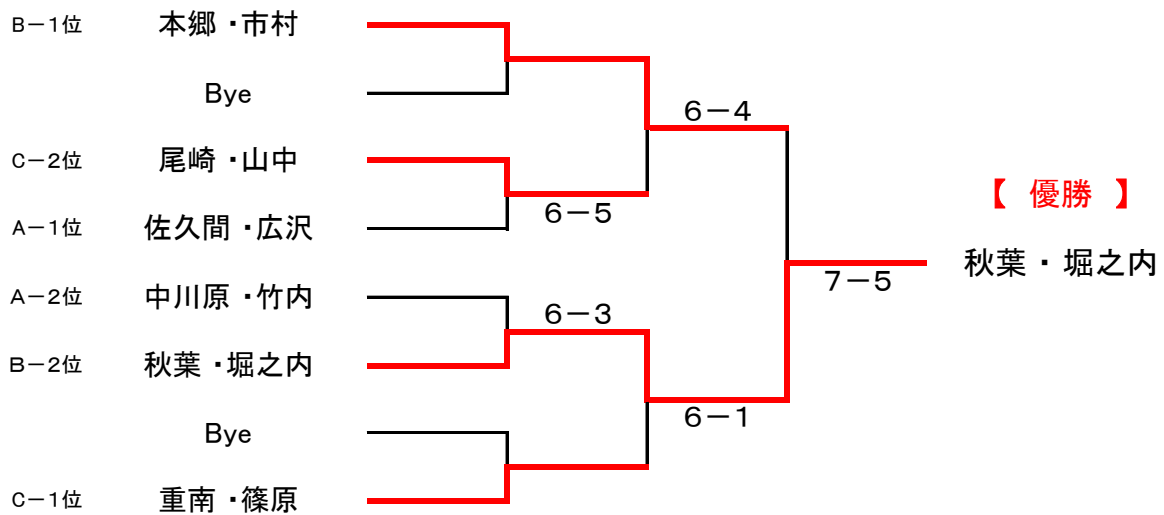 B－1位 本郷・市村
Bye
6－4
C－2位 尾崎・山中
【 優勝 】
6－5
A－1位 佐久間・広沢
秋葉・堀之内
7－5
A－2位 中川原・竹内
6－3
B－2位 秋葉・堀之内
6－1
Bye
C－1位 重南・篠原